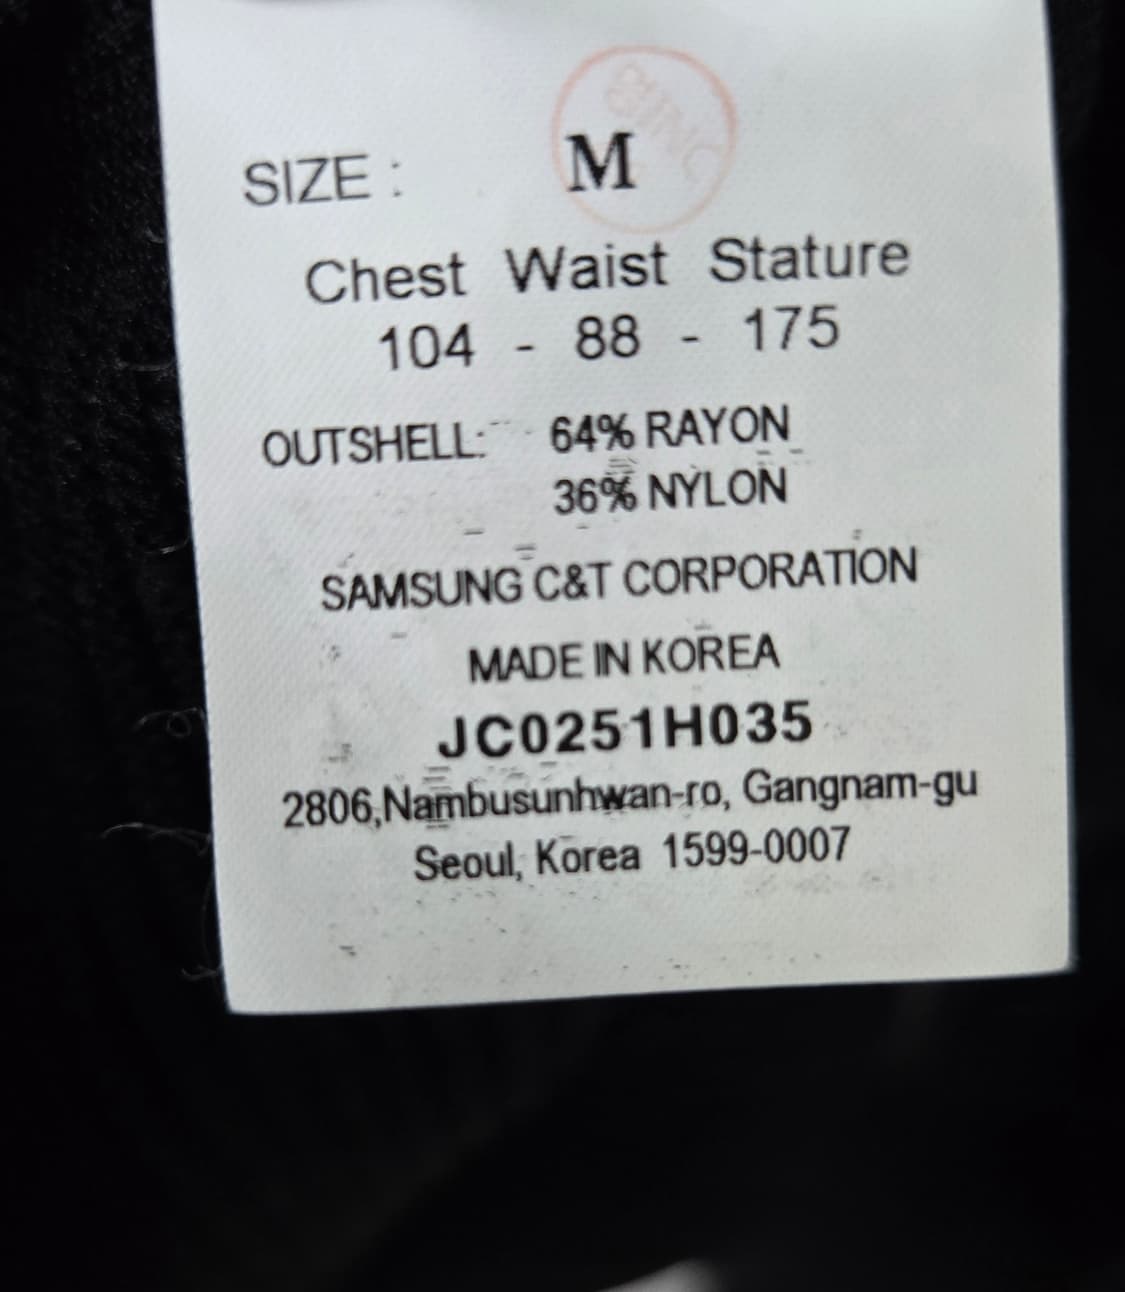 SIZE : M
Chest Waist Stature
104 - 88 - 175
OUTSHELL: 64% RAYON
36% NYLON
SAMSUNG C&T CORPORATION
MADE IN KOREA
JC0251H035
2806,Nambusunhwan-ro, Gangnam-gu
Seoul, Korea 1599-0007